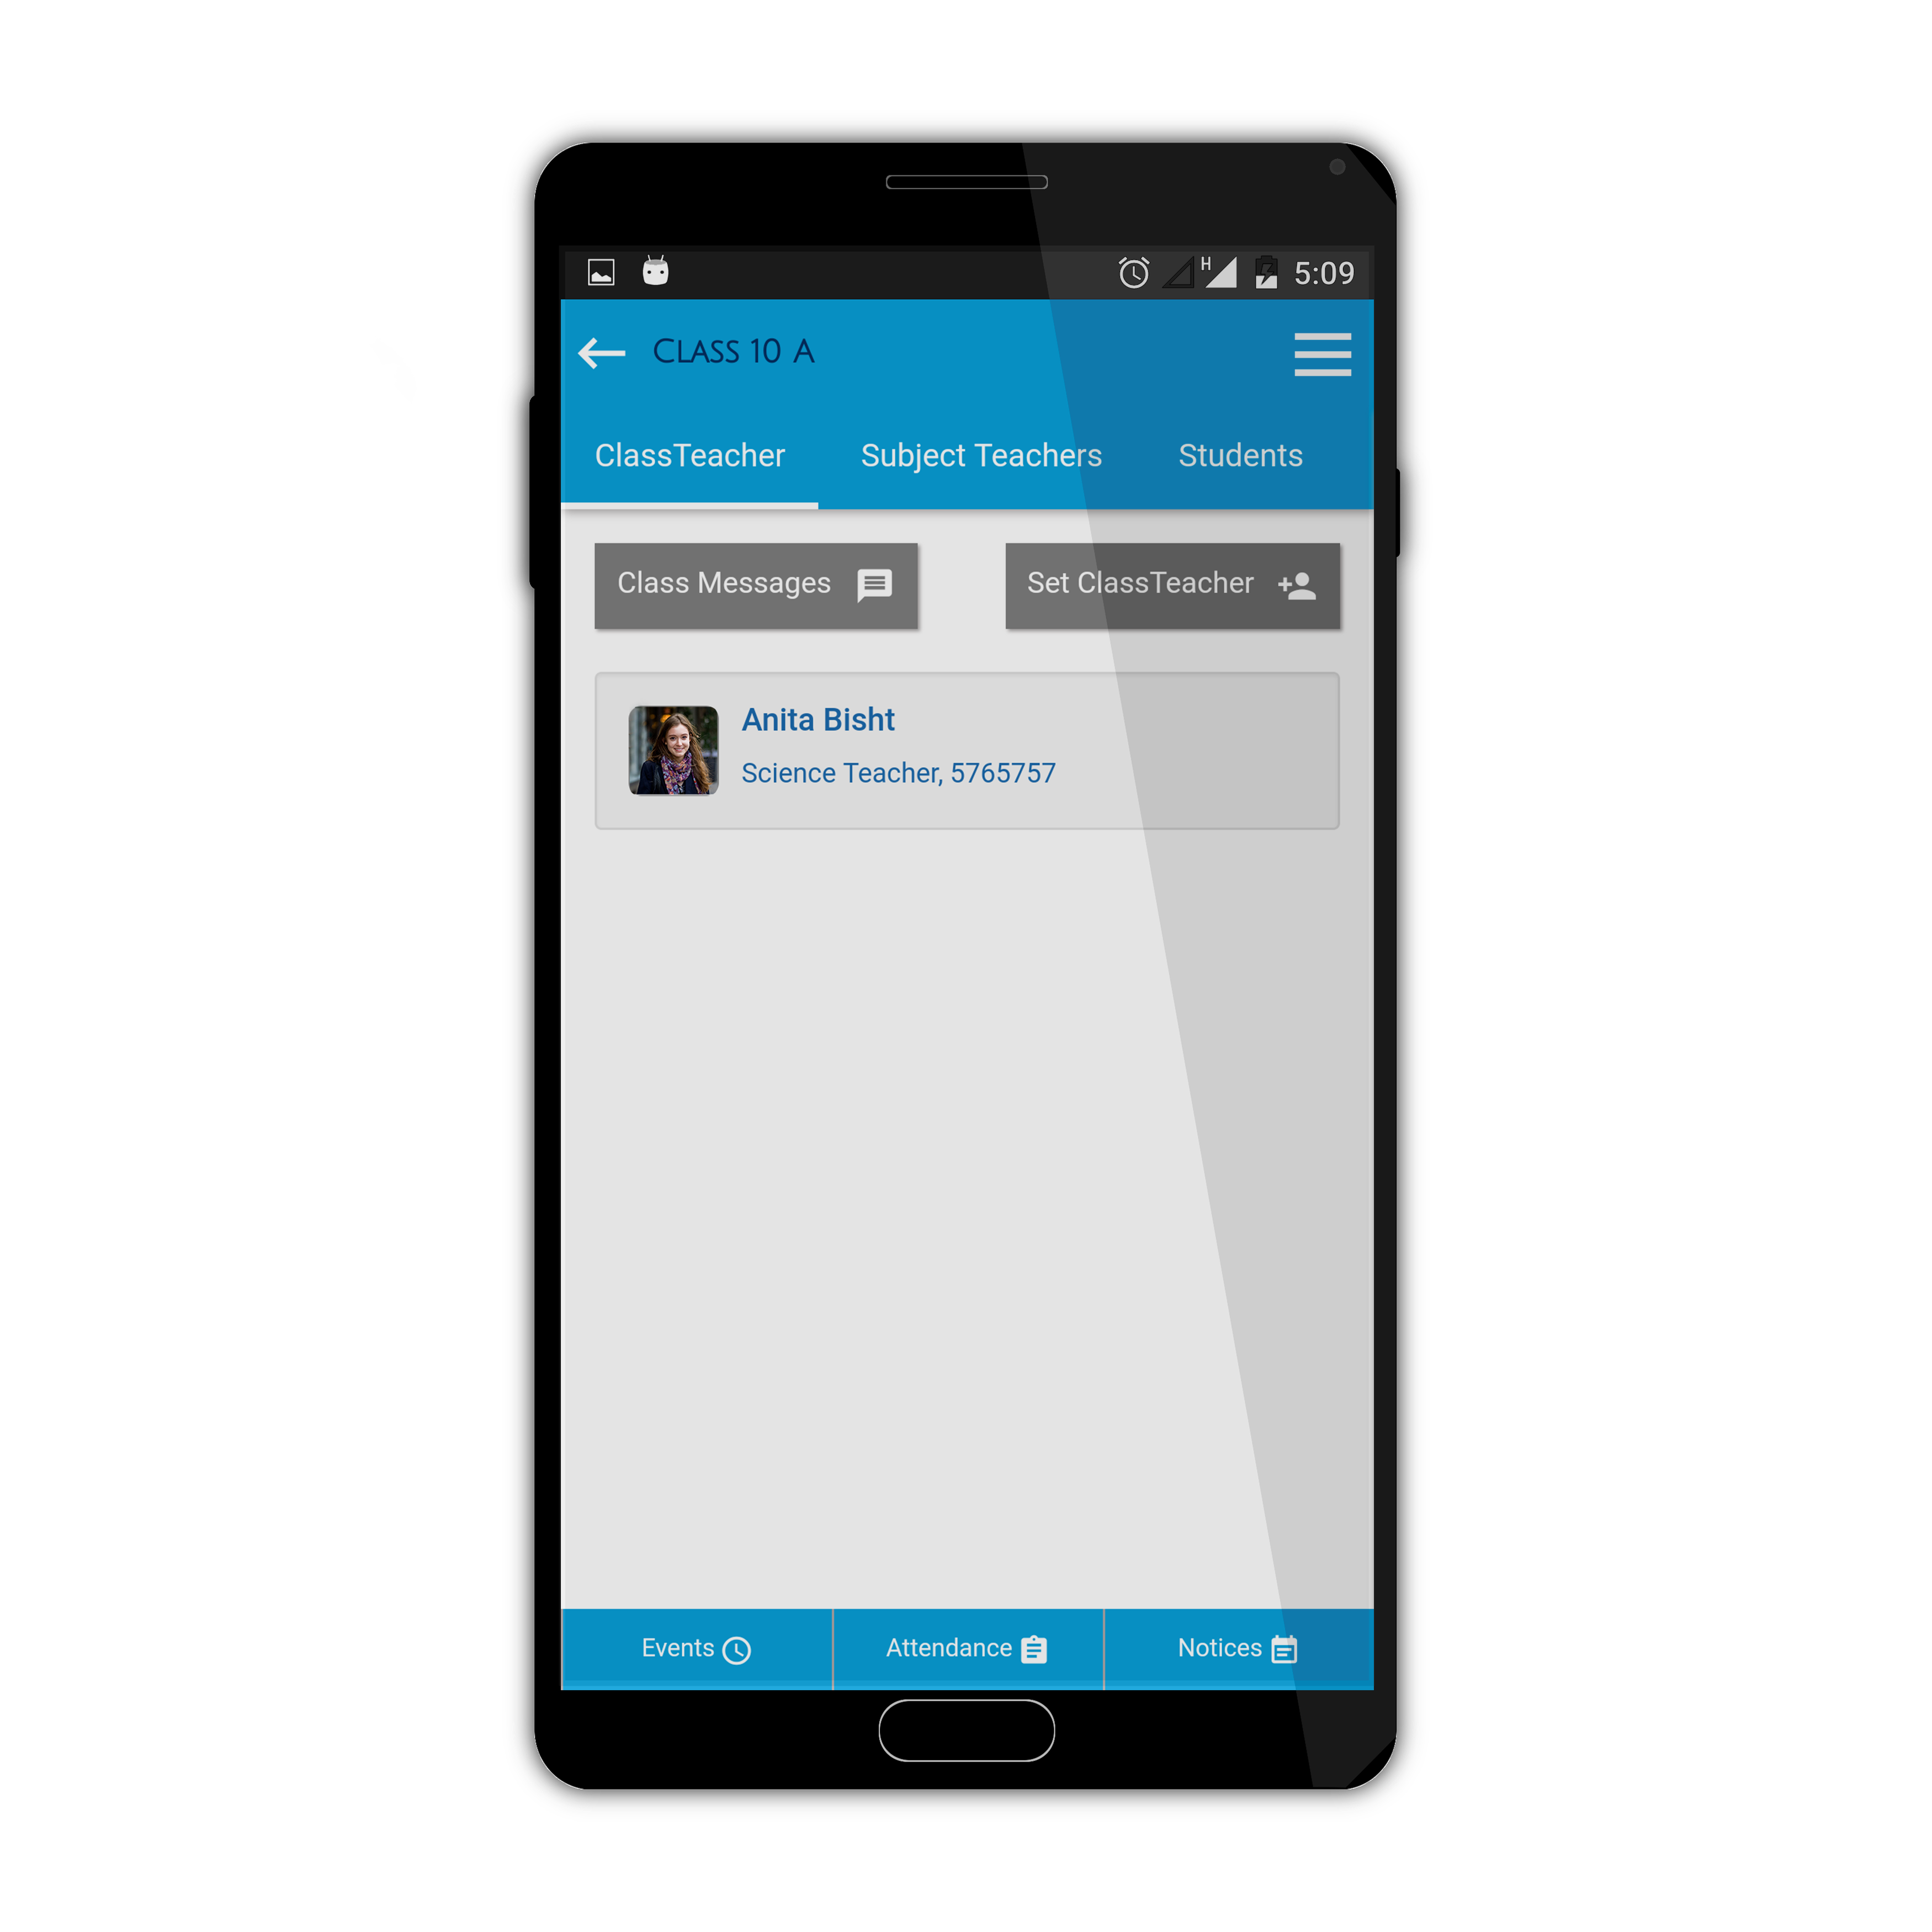 H 5:09
CLASS 10 A
ClassTeacher Subject Teachers Students
Class Messages Set ClassTeacher
Anita Bisht
Science Teacher, 5765757
Events Attendance Notices